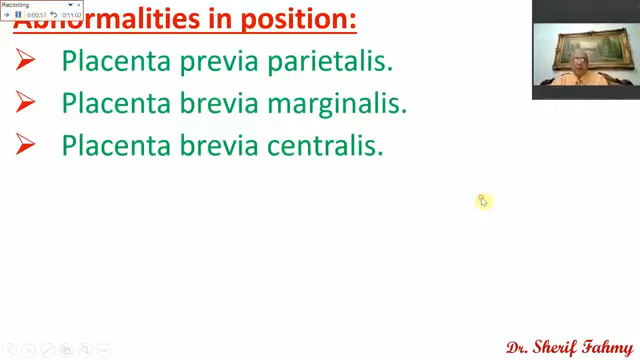 Recording
0:00:57
0:11:02
Abnormalities in position:
Placenta previa parietalis.
Placenta brevia marginalis.
Placenta brevia centralis.
Dr. Sherif Fahmy